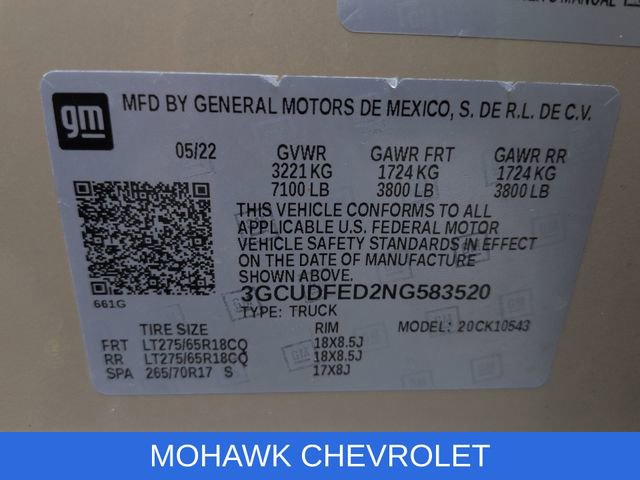 MANUAL
gm
MFD BY GENERAL MOTORS DE MEXICO, S. DE R.L. DE C.V.
05/22 GVWR GAWR FRT GAWR RR
3221 KG 1724 KG 1724 KG
7100 LB 3800 LB 3800 LB
THIS VEHICLE CONFORMS TO ALL
APPLICABLE U.S. FEDERAL MOTOR
VEHICLE SAFETY STANDARDS IN EFFECT
ON THE DATE OF MANUFACTURE
SHOWN ABOVE.
661G
3GCUDFED2NG583520
TYPE: TRUCK
TIRE SIZE RIM MODEL: 20CK10543
FRT LT275/65R18CQ 18X8.5J
RR LT275/65R18CQ 18X8.5J
SPA 265/70R17 S 17X8J
MOHAWK CHEVROLET